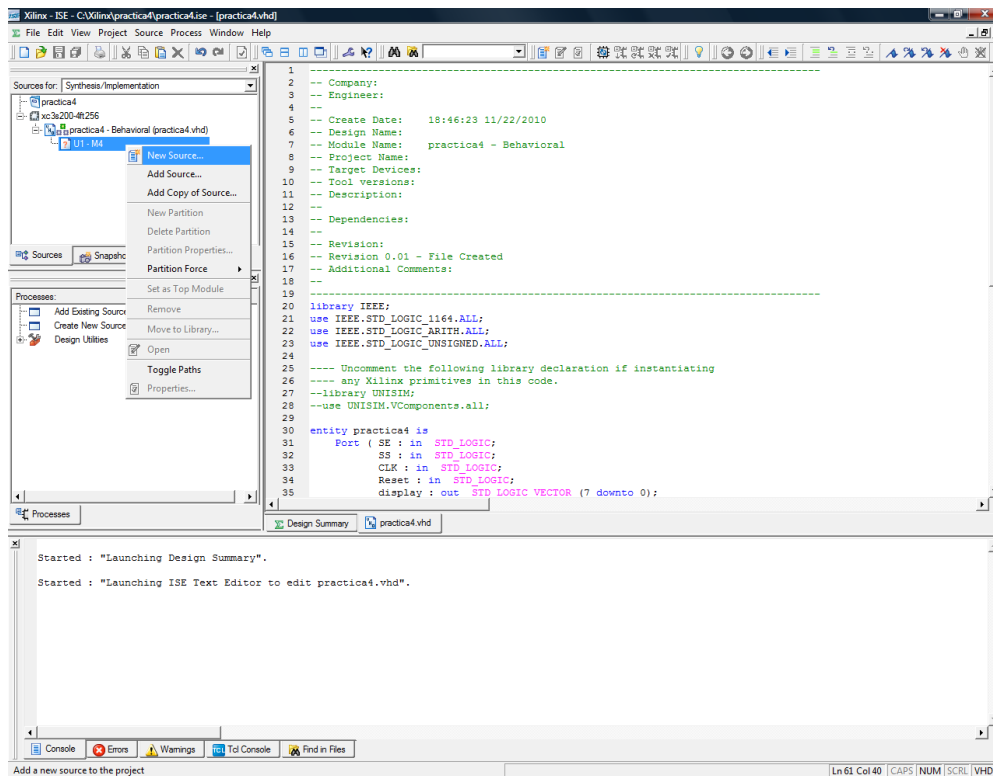 Xilinx - ISE - C:\Xilinx\practica4\practica4.ise - [practica4.vhd]
File Edit View Project Source Process Window Help
Sources for: Synthesis/Implementation
practica4
xc3s200-4ft256
practica4 - Behavioral (practica4.vhd)
U1 - M4
New Source...
Add Source...
Add Copy of Source...
New Partition
Delete Partition
Partition Properties...
Partition Force
Set as Top Module
Remove
Move to Library...
Open
Toggle Paths
Properties...
Sources
Snapsho
Processes:
Add Existing Source
Create New Source
Design Utilities
Processes
1 --------------------------------------------------------------------------------
2 -- Company:
3 -- Engineer:
4 --
5 -- Create Date:    18:46:23 11/22/2010
6 -- Design Name:
7 -- Module Name:    practica4 - Behavioral
8 -- Project Name:
9 -- Target Devices:
10 -- Tool versions:
11 -- Description:
12 --
13 -- Dependencies:
14 --
15 -- Revision:
16 -- Revision 0.01 - File Created
17 -- Additional Comments:
18 --
19 --------------------------------------------------------------------------------
20 library IEEE;
21 use IEEE.STD_LOGIC_1164.ALL;
22 use IEEE.STD_LOGIC_ARITH.ALL;
23 use IEEE.STD_LOGIC_UNSIGNED.ALL;
24
25 ---- Uncomment the following library declaration if instantiating
26 ---- any Xilinx primitives in this code.
27 --library UNISIM;
28 --use UNISIM.VComponents.all;
29
30 entity practica4 is
31     Port ( SE : in  STD_LOGIC;
32            SS : in  STD_LOGIC;
33            CLK : in  STD_LOGIC;
34            Reset : in  STD_LOGIC;
35            display : out  STD_LOGIC_VECTOR (7 downto 0);
Design Summary
practica4.vhd
Started : "Launching Design Summary".
Started : "Launching ISE Text Editor to edit practica4.vhd".
Console
Errors
Warnings
TCL
Tcl Console
Find in Files
Add a new source to the project
Ln 61 Col 40 CAPS NUM SCRL VHD